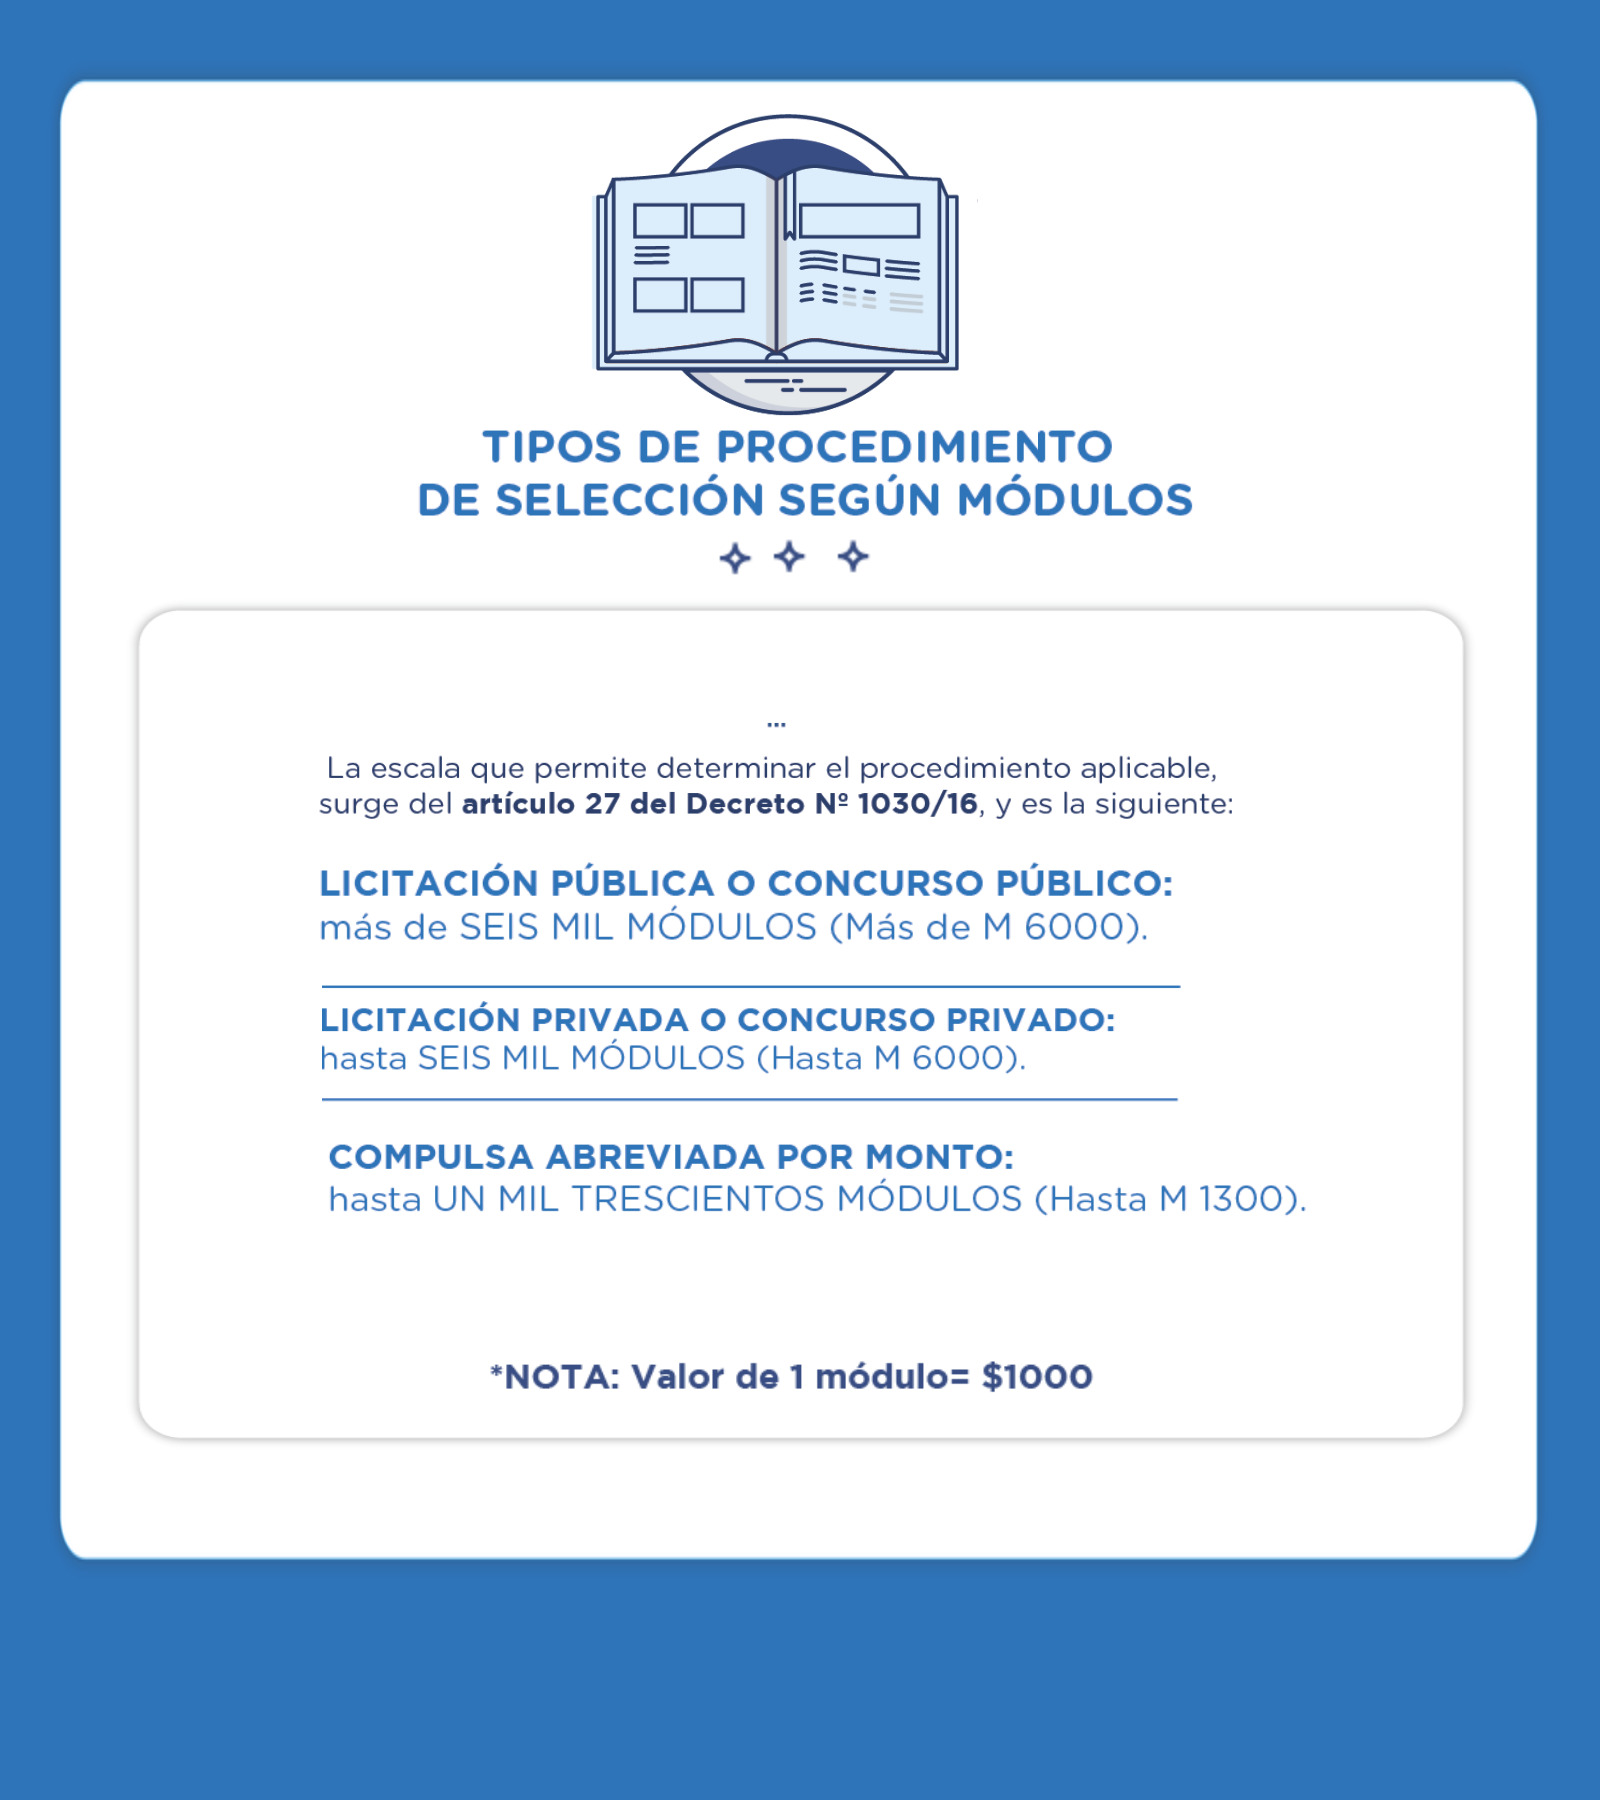 TIPOS DE PROCEDIMIENTO
DE SELECCIÓN SEGÚN MÓDULOS
...
La escala que permite determinar el procedimiento aplicable,
surge del artículo 27 del Decreto Nº 1030/16, y es la siguiente:
LICITACIÓN PÚBLICA O CONCURSO PÚBLICO:
más de SEIS MIL MÓDULOS (Más de M 6000).
LICITACIÓN PRIVADA O CONCURSO PRIVADO:
hasta SEIS MIL MÓDULOS (Hasta M 6000).
COMPULSA ABREVIADA POR MONTO:
hasta UN MIL TRESCIENTOS MÓDULOS (Hasta M 1300).
*NOTA: Valor de 1 módulo= $1000